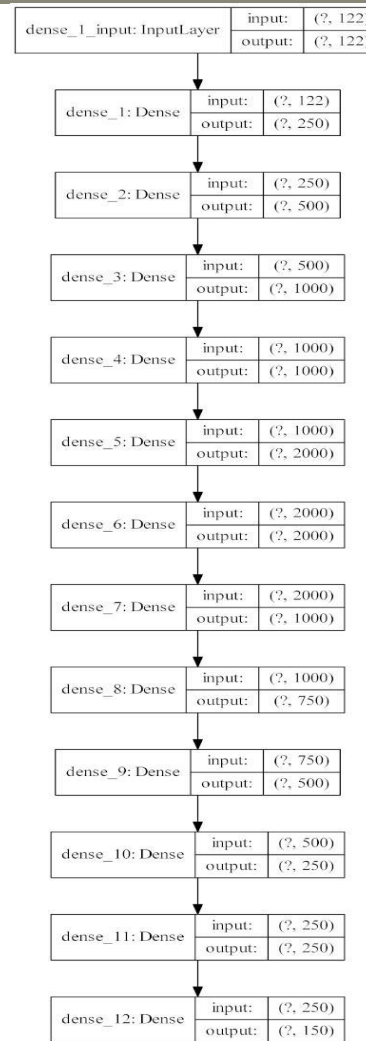 dense_1_input: InputLayer
input: (?, 122)
output: (?, 122)
dense_1: Dense
input: (?, 122)
output: (?, 250)
dense_2: Dense
input: (?, 250)
output: (?, 500)
dense_3: Dense
input: (?, 500)
output: (?, 1000)
dense_4: Dense
input: (?, 1000)
output: (?, 1000)
dense_5: Dense
input: (?, 1000)
output: (?, 2000)
dense_6: Dense
input: (?, 2000)
output: (?, 2000)
dense_7: Dense
input: (?, 2000)
output: (?, 1000)
dense_8: Dense
input: (?, 1000)
output: (?, 750)
dense_9: Dense
input: (?, 750)
output: (?, 500)
dense_10: Dense
input: (?, 500)
output: (?, 250)
dense_11: Dense
input: (?, 250)
output: (?, 250)
dense_12: Dense
input: (?, 250)
output: (?, 150)